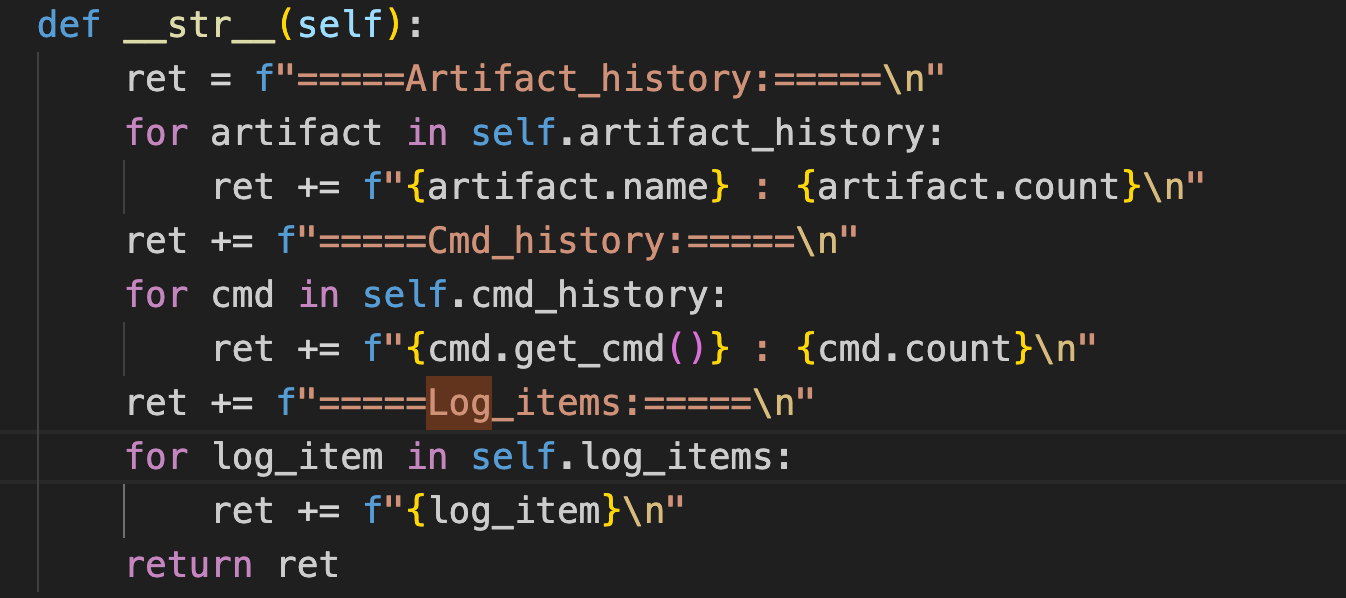 def __str__(self):
    ret = f"=====Artifact_history:=====\n"
    for artifact in self.artifact_history:
        ret += f"{artifact.name} : {artifact.count}\n"
    ret += f"=====Cmd_history:=====\n"
    for cmd in self.cmd_history:
        ret += f"{cmd.get_cmd()} : {cmd.count}\n"
    ret += f"=====Log_items:=====\n"
    for log_item in self.log_items:
        ret += f"{log_item}\n"
    return ret